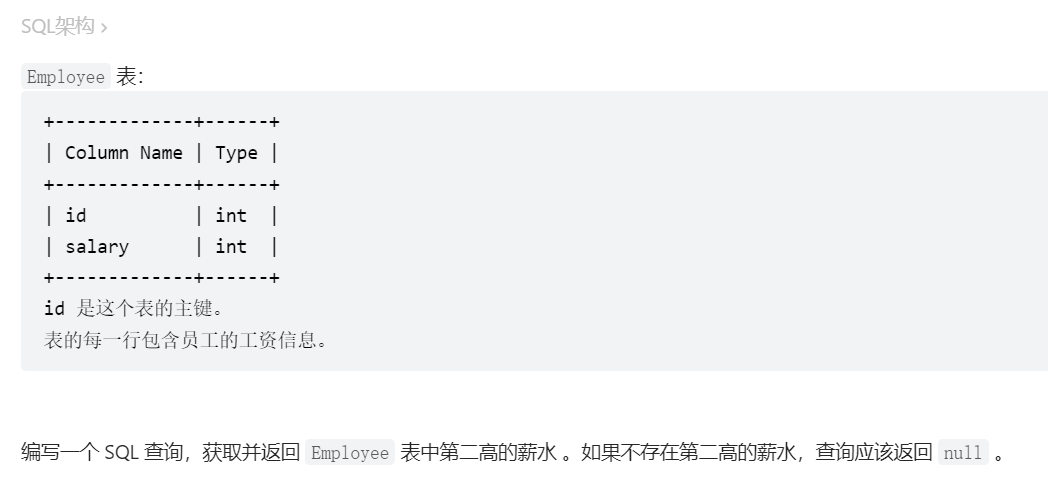 SQL架构 ›
Employee 表：
+-------------+------+
| Column Name | Type |
+-------------+------+
| id          | int  |
| salary      | int  |
+-------------+------+
id 是这个表的主键。
表的每一行包含员工的工资信息。
编写一个 SQL 查询，获取并返回 Employee 表中第二高的薪水 。如果不存在第二高的薪水，查询应该返回 null 。